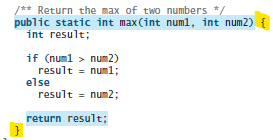 /** Return the max of two numbers */
public static int max(int num1, int num2) {
int result;
if (num1 > num2)
result = num1;
else
result = num2;
return result;
}